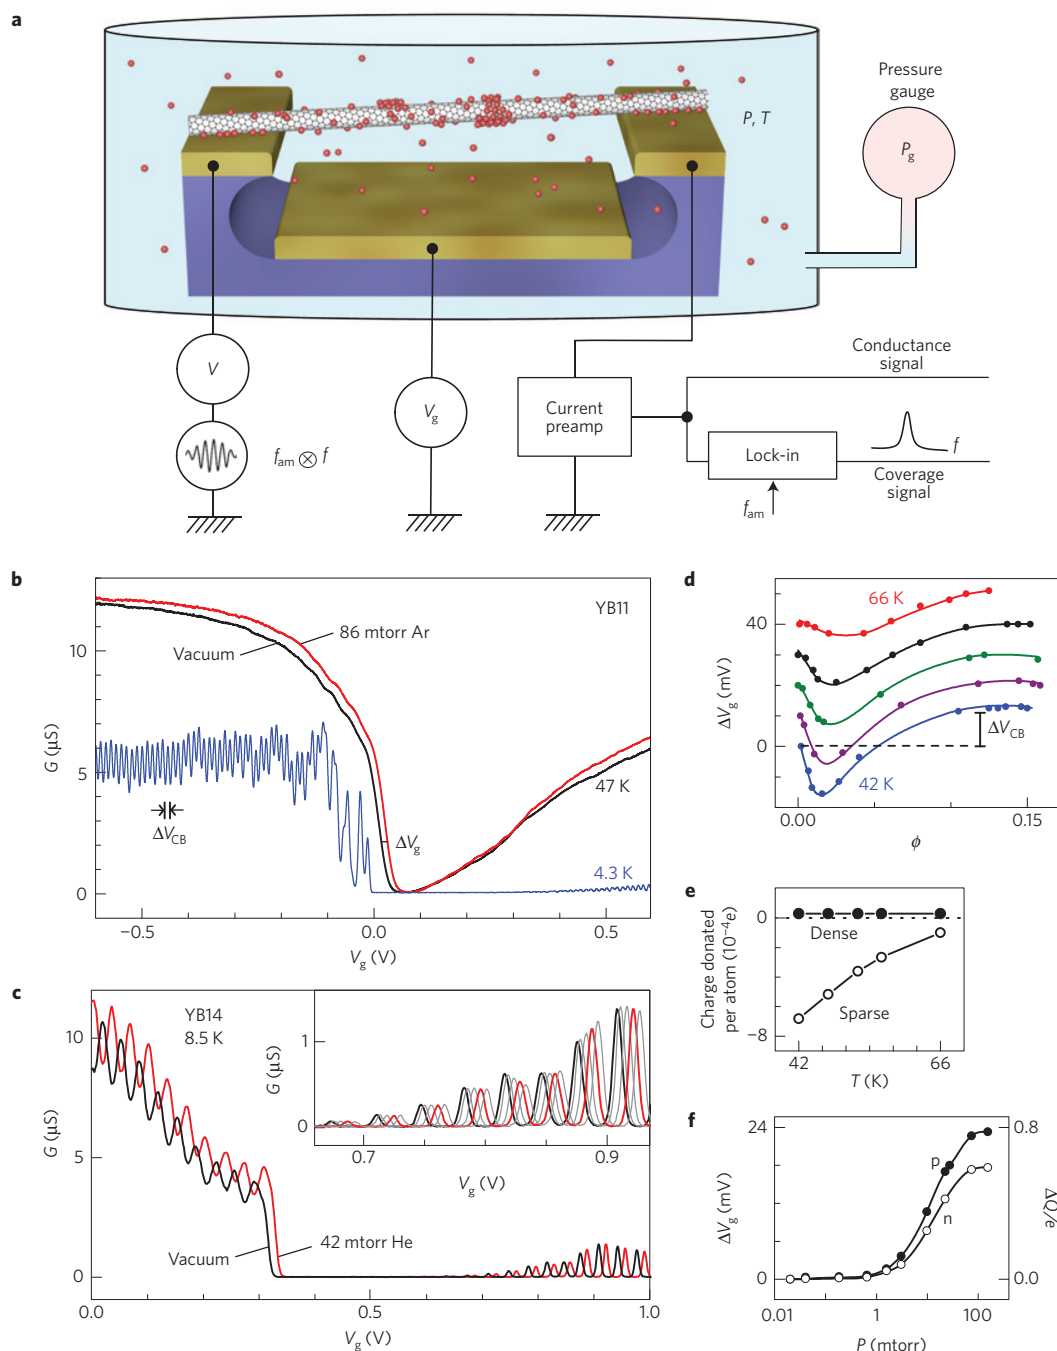 a
P, T
Pressure
gauge
Pg
V
fam ⊗ f
Vg
Current
preamp
Conductance
signal
Lock-in
fam
f
Coverage
signal
b
YB11
86 mtorr Ar
Vacuum
47 K
ΔVCB
ΔVg
4.3 K
10
5
0
G (μS)
−0.5
0.0
0.5
Vg (V)
c
YB14
8.5 K
Vacuum
42 mtorr He
10
5
0
G (μS)
0.0
0.5
1.0
Vg (V)
1
0
G (μS)
0.7
0.9
Vg (V)
d
66 K
42 K
ΔVCB
40
0
ΔVg (mV)
0.00
0.15
ϕ
e
0
−8
Charge donated
per atom (10−4e)
Dense
Sparse
42
66
T (K)
f
24
0
ΔVg (mV)
p
n
0.8
0.0
ΔQ/e
0.01
1
100
P (mtorr)